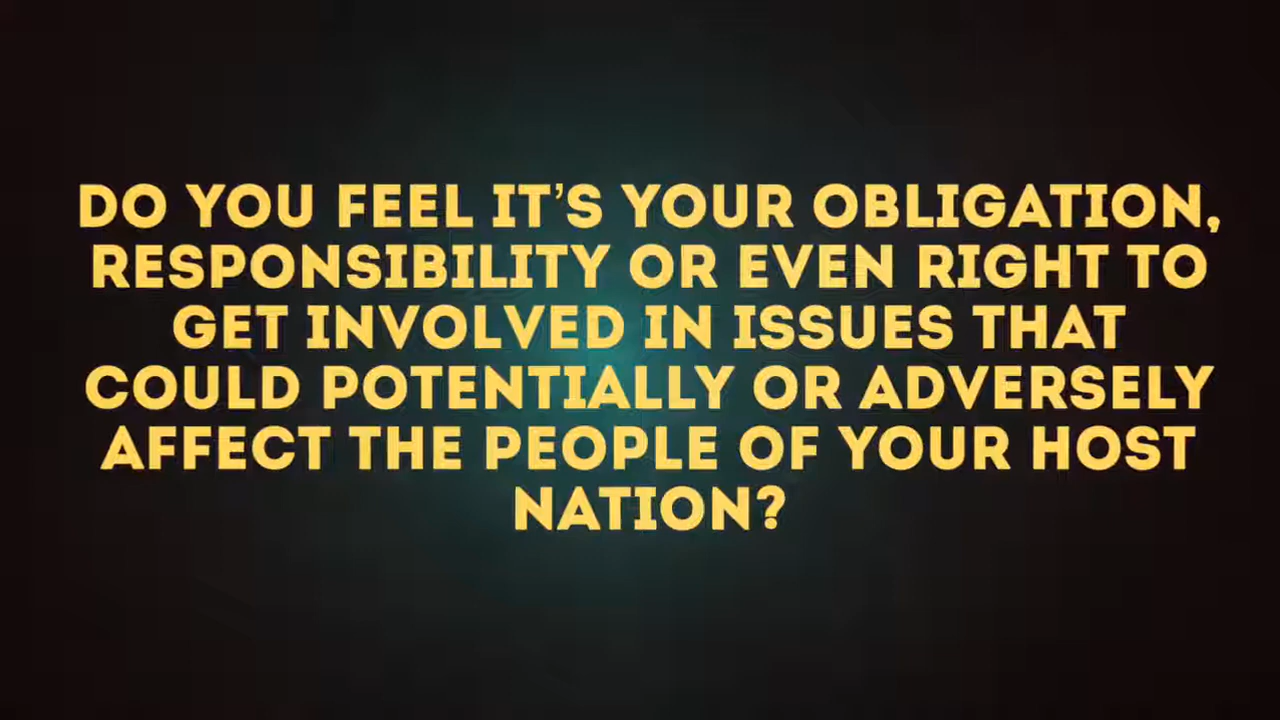 DO YOU FEEL IT'S YOUR OBLIGATION,
RESPONSIBILITY OR EVEN RIGHT TO
GET INVOLVED IN ISSUES THAT
COULD POTENTIALLY OR ADVERSELY
AFFECT THE PEOPLE OF YOUR HOST
NATION?